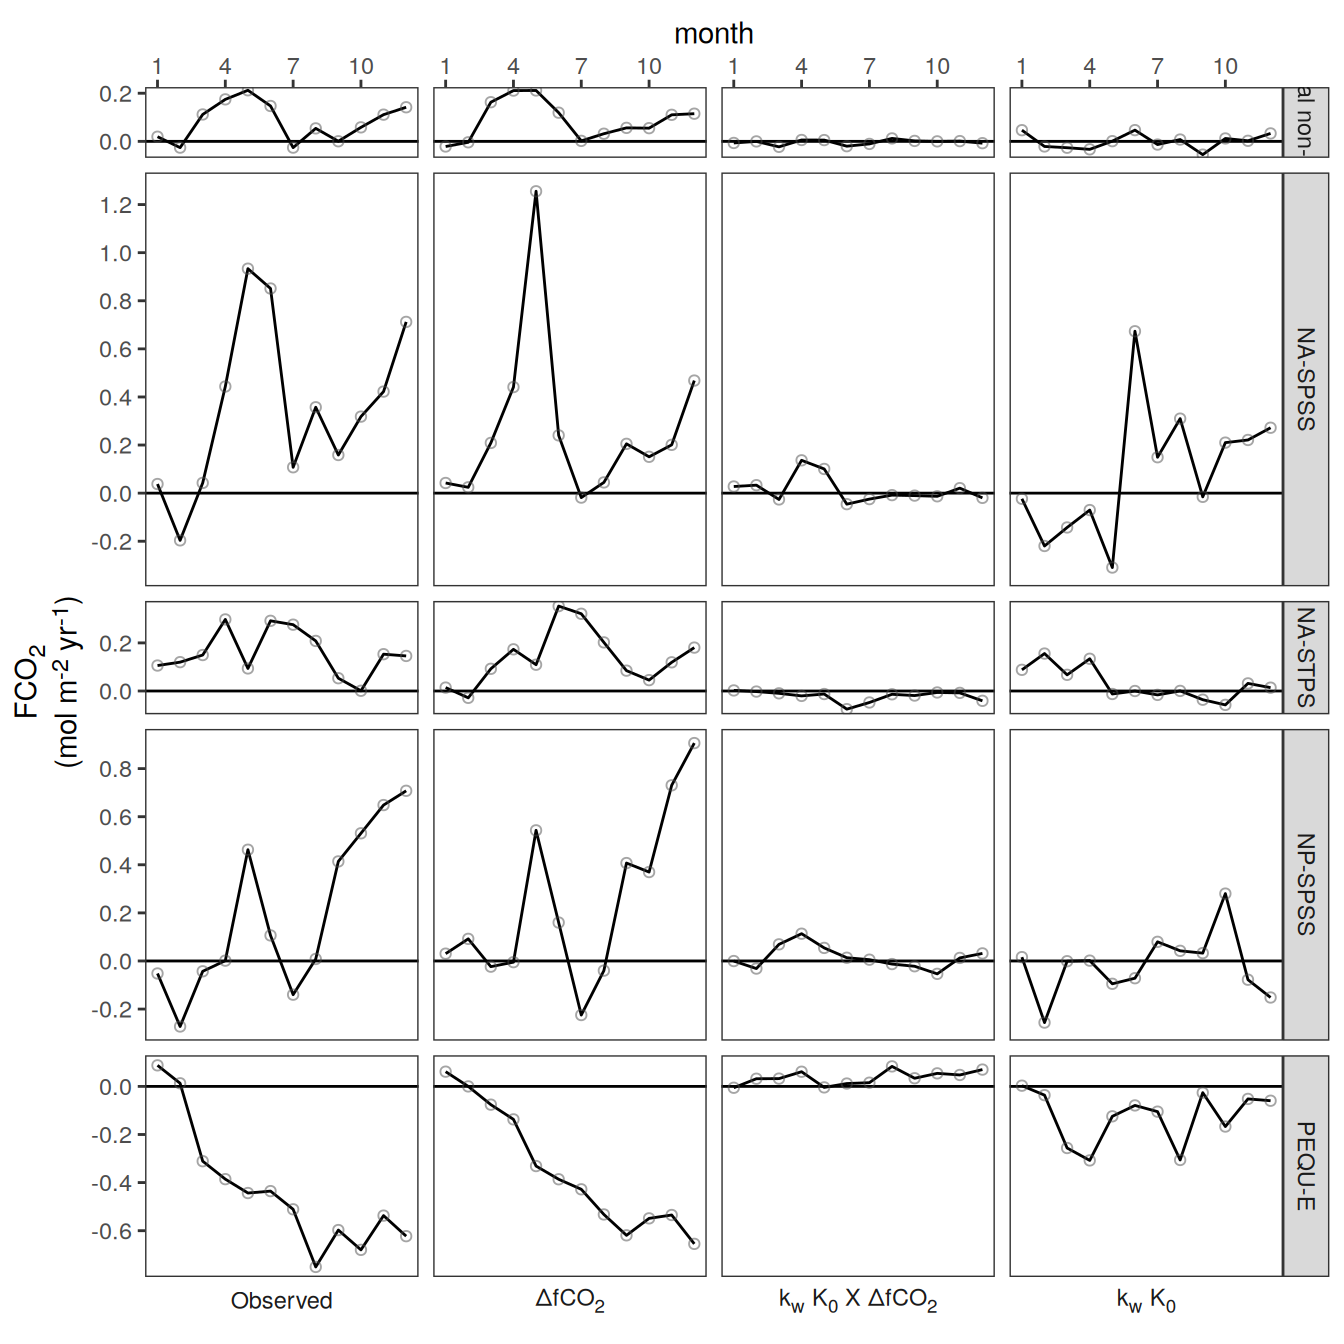 month
1 4 7 10 1 4 7 10 1 4 7 10 1 4 7 10
0.2
0.0
al non-
1.2
1.0
0.8
0.6
0.4
0.2
0.0
-0.2
NA-SPSS
0.2
0.0
NA-STPS
FCO₂
(mol m⁻² yr⁻¹)
0.8
0.6
0.4
0.2
0.0
-0.2
NP-SPSS
0.0
-0.2
-0.4
-0.6
PEQU-E
Observed ΔfCO₂ k_w K₀ X ΔfCO₂ k_w K₀